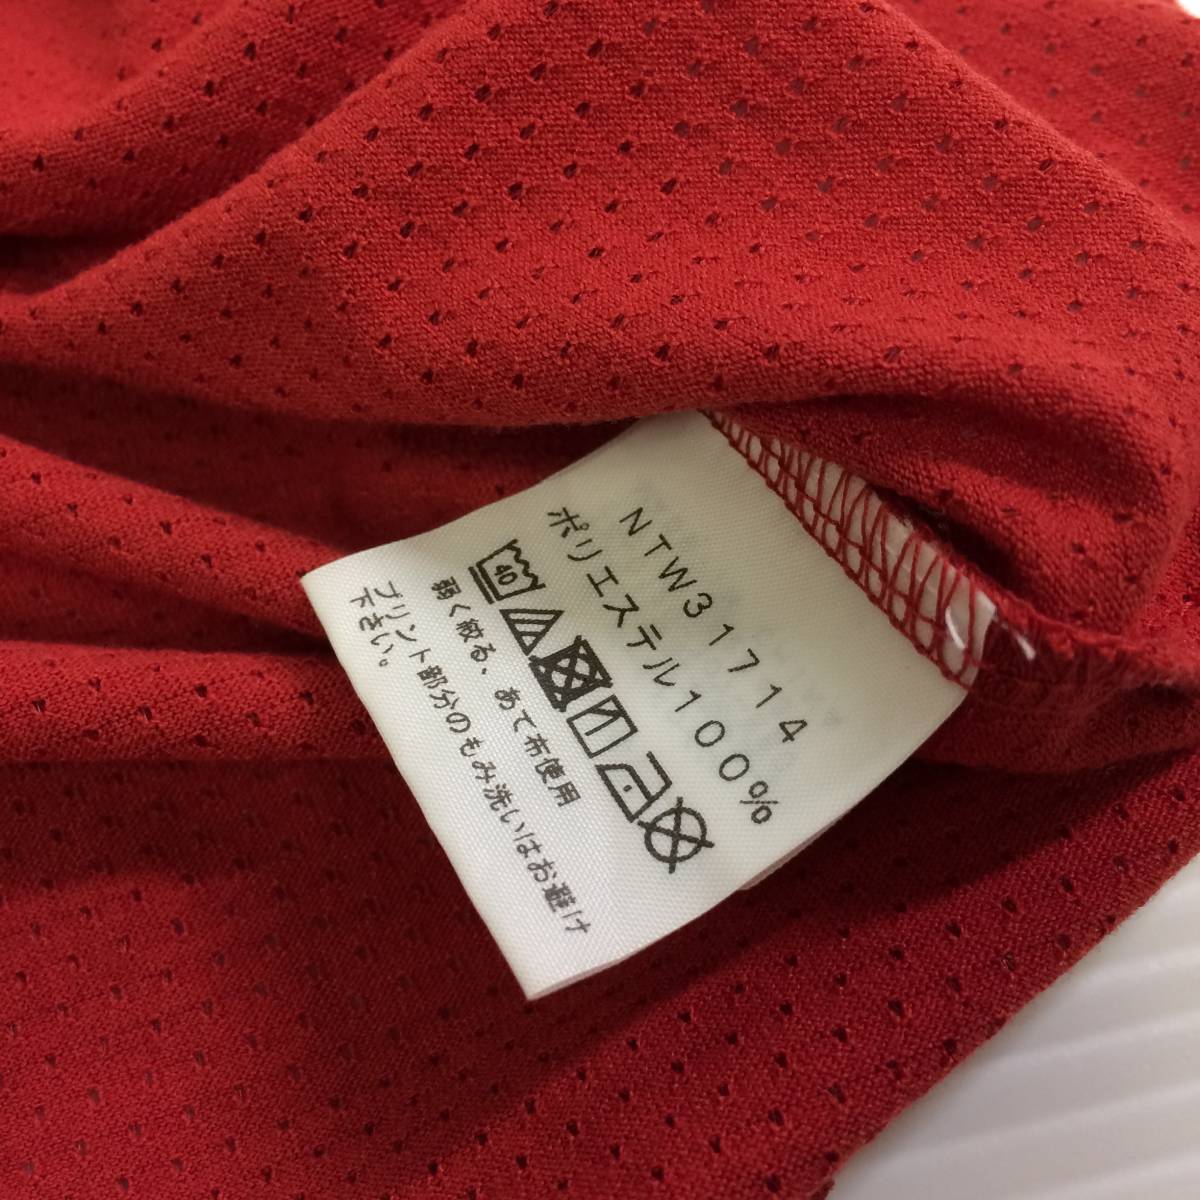 NTW31714
ポリエステル100%
40
弱く絞る、あて布使用
プリント部分のもみ洗いはお避け
下さい。